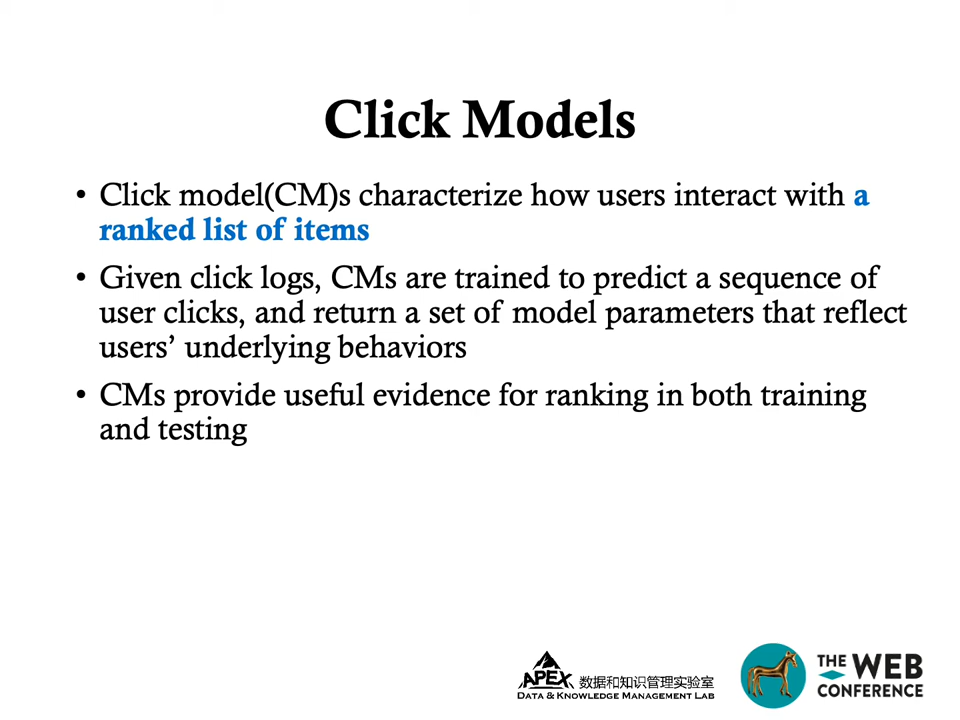 Click Models
• Click model(CM)s characterize how users interact with a
ranked list of items
• Given click logs, CMs are trained to predict a sequence of
user clicks, and return a set of model parameters that reflect
users’ underlying behaviors
• CMs provide useful evidence for ranking in both training
and testing
APEX 数据和知识管理实验室
DATA & KNOWLEDGE MANAGEMENT LAB
THE WEB
CONFERENCE